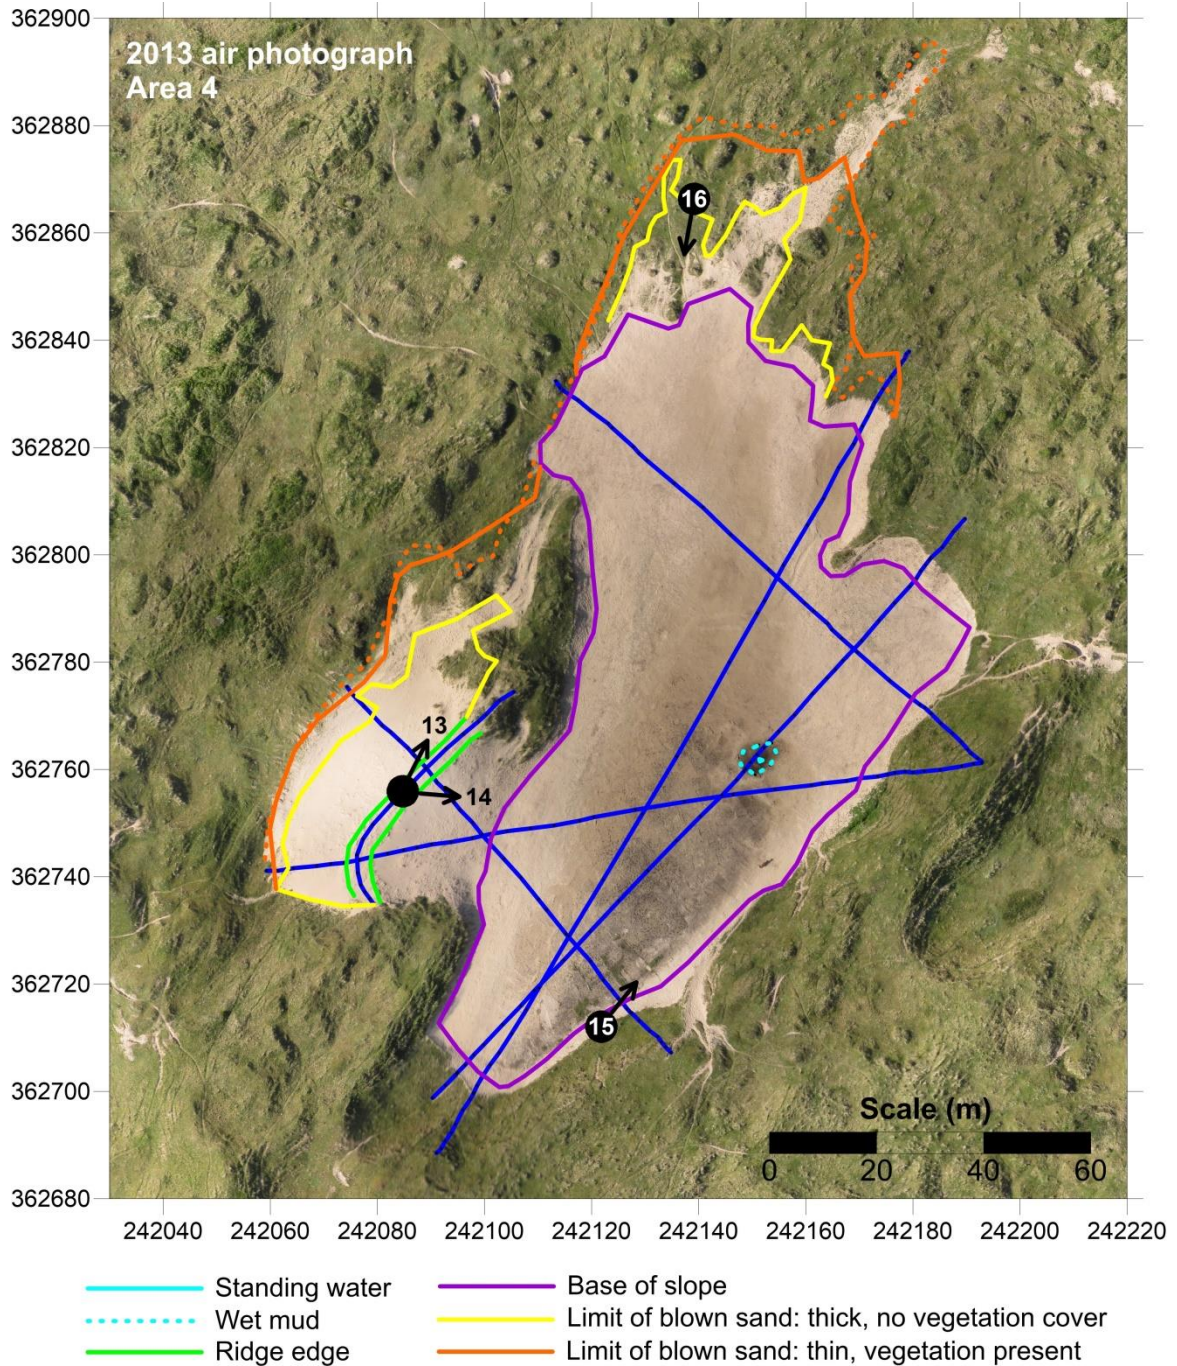 2013 air photograph
Area 4
362900
362880
362860
362840
362820
362800
362780
362760
362740
362720
362700
362680
16
13
14
15
Scale (m)
0 20 40 60
242040 242060 242080 242100 242120 242140 242160 242180 242200 242220
Standing water
Wet mud
Ridge edge
Base of slope
Limit of blown sand: thick, no vegetation cover
Limit of blown sand: thin, vegetation present